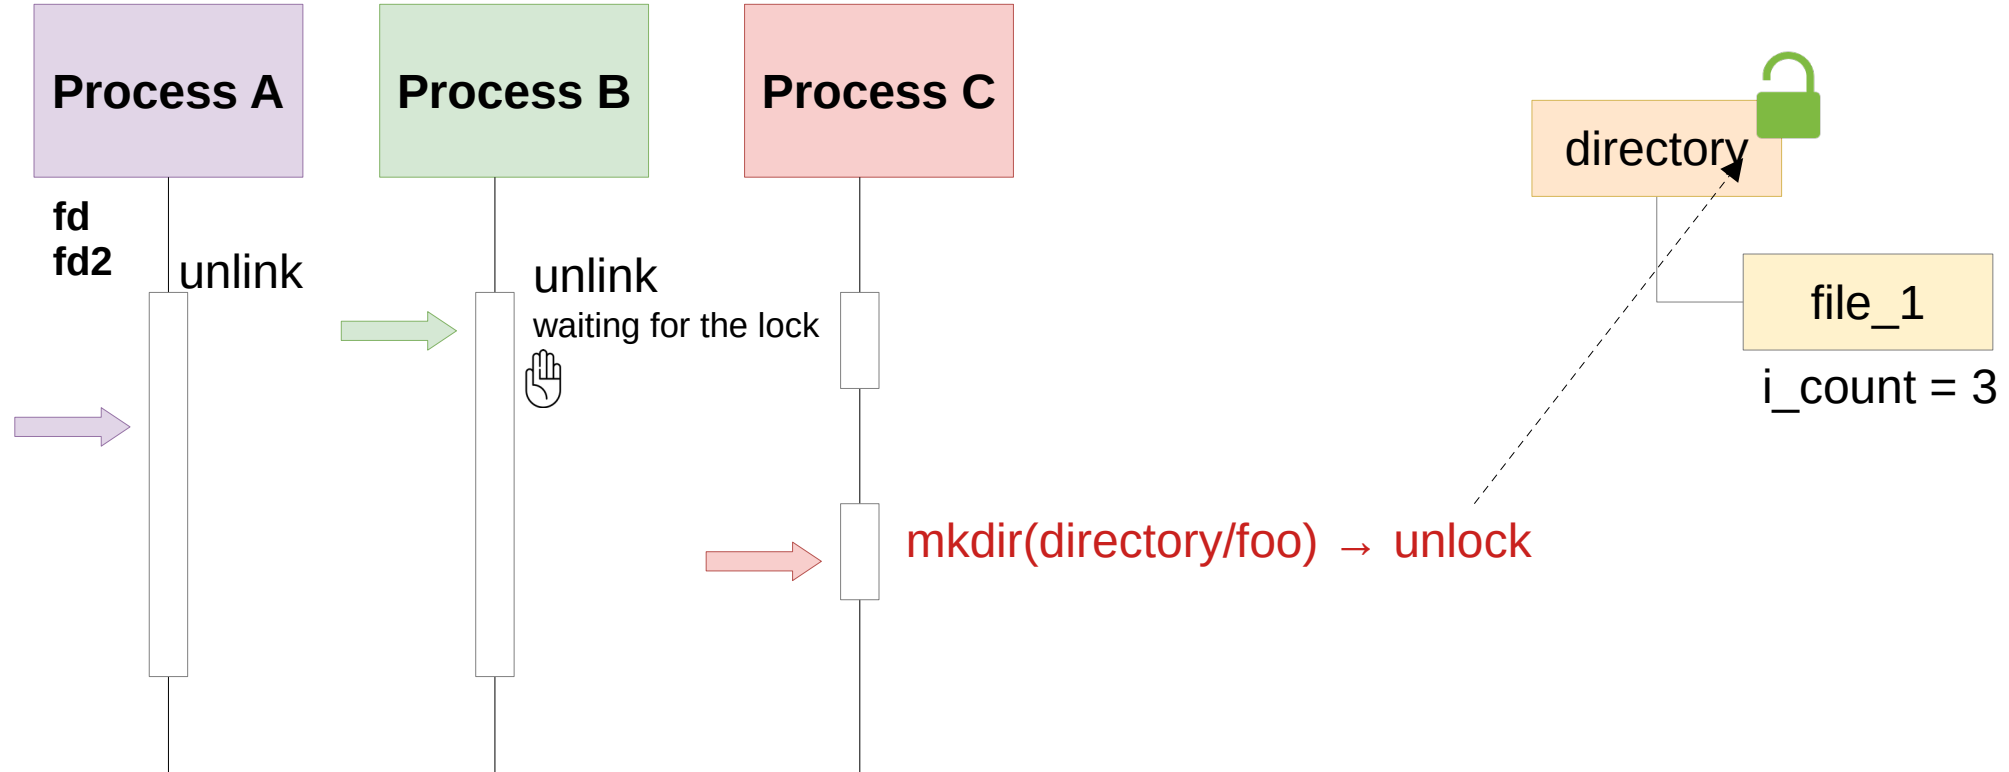 Process A
Process B
Process C
directory
fd
fd2
unlink
unlink
waiting for the lock
file_1
i_count = 3
mkdir(directory/foo) → unlock